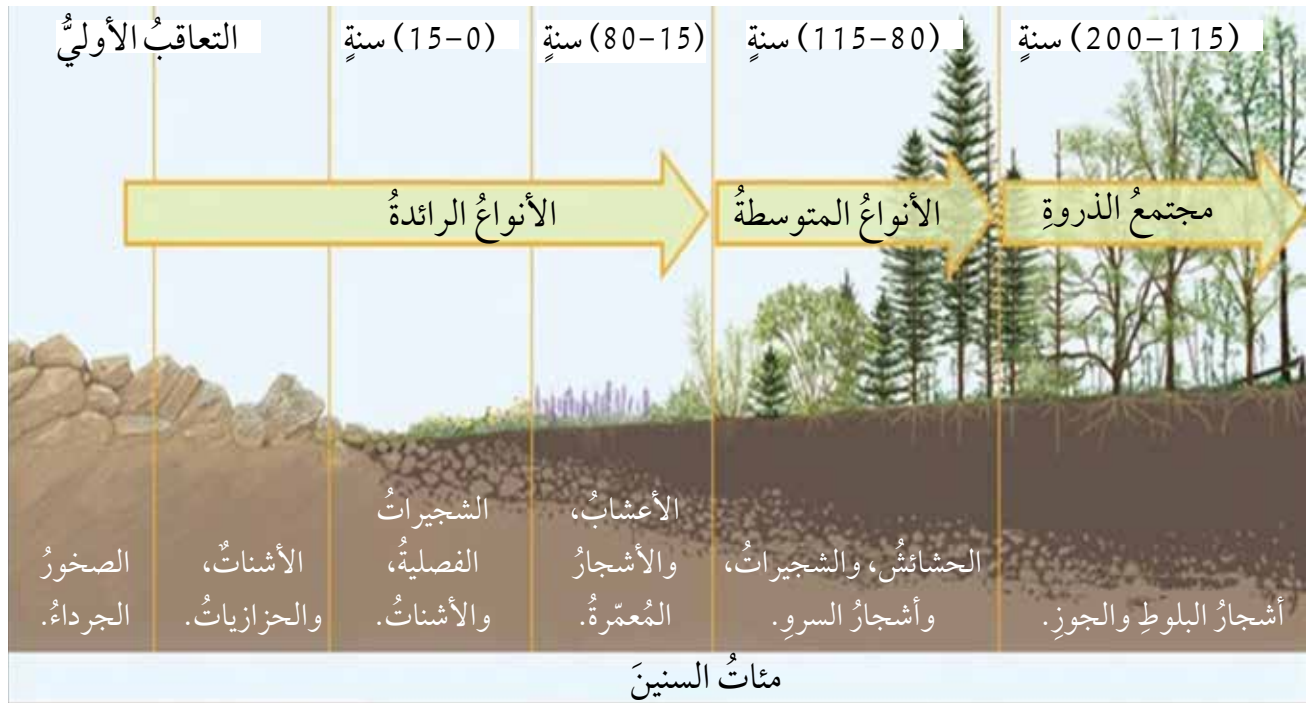 التعاقبُ الأوليُّ
(0-15) سنةٍ
(15-80) سنةٍ
(80-115) سنةٍ
(115-200) سنةٍ
الأنواعُ الرائدةُ
الأنواعُ المتوسطةُ
مجتمعُ الذروةِ
الصخورُ
الجرداءُ.
الأشناتٌ،
والحزازياتُ.
الشجيراتُ
الفصليةُ،
والأشناتُ.
الأعشابُ،
والأشجارُ
المُعمّرةُ.
الحشائشُ، والشجيراتُ،
وأشجارُ السروِ.
أشجارُ البلوطِ والجوزِ.
مئاتُ السنينَ